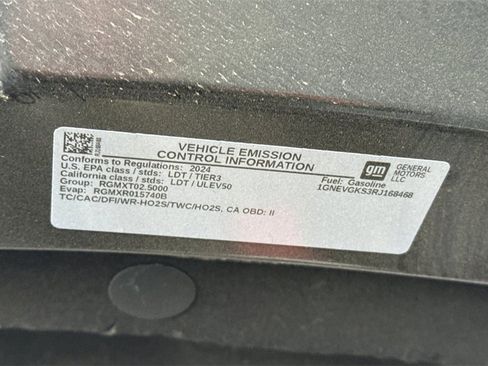 VEHICLE EMISSION
CONTROL INFORMATION
Conforms to Regulations: 2024
U.S. EPA class / stds: LDT / TIER3
California class / stds: LDT / ULEV50
Group: RGMXT02.5000
Evap: RGMXR015740B
TC/CAC/DFI/WR-HO2S/TWC/HO2S, CA OBD: II
Fuel: Gasoline
1GNEVGKS3RJ168468
gm
GENERAL
MOTORS